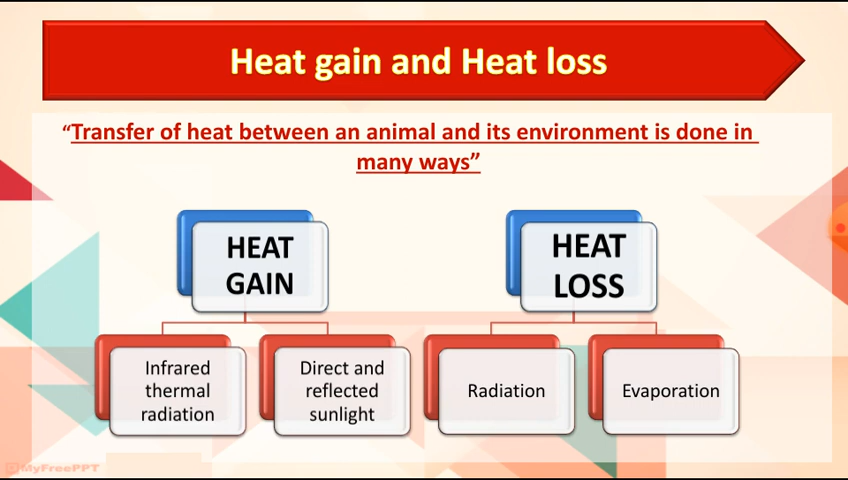 Heat gain and Heat loss
“Transfer of heat between an animal and its environment is done in
many ways”
HEAT
GAIN
HEAT
LOSS
Infrared
thermal
radiation
Direct and
reflected
sunlight
Radiation
Evaporation
MyFreePPT